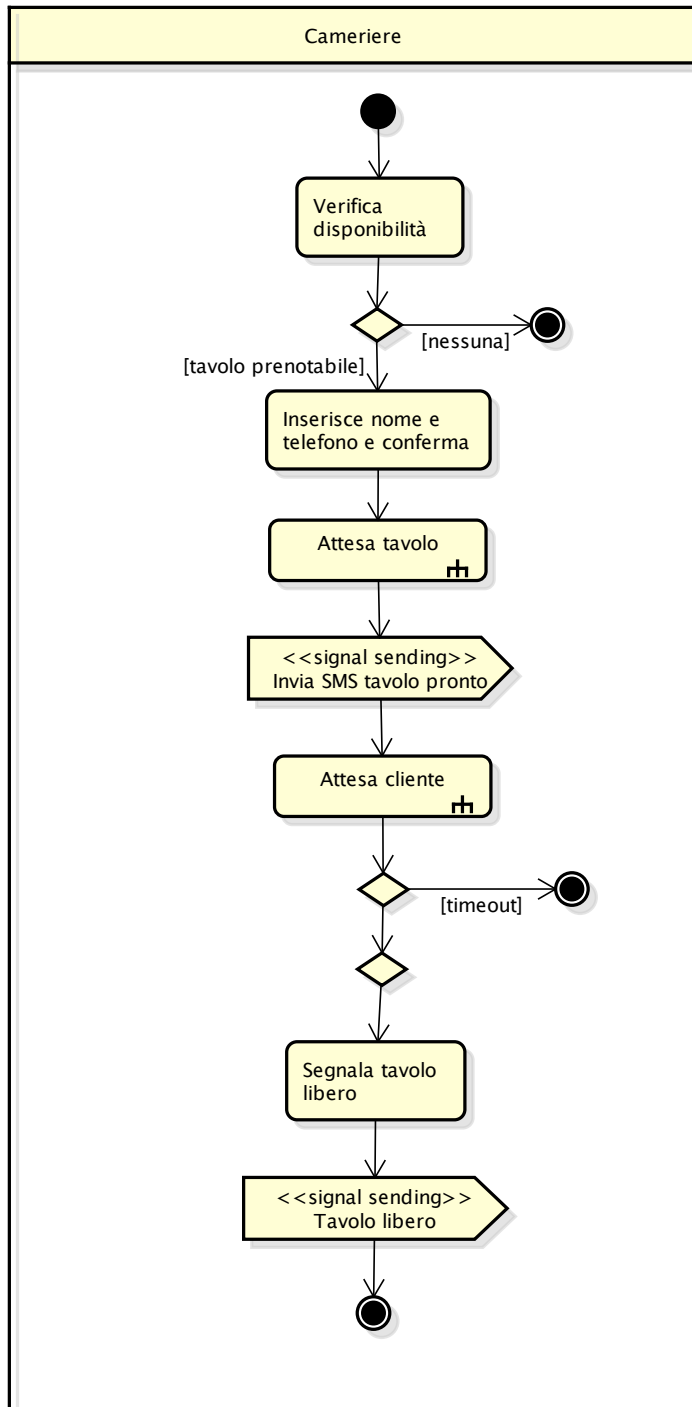 Cameriere
Verifica
disponibilità
[nessuna]
[tavolo prenotabile]
Inserisce nome e
telefono e conferma
Attesa tavolo
<<signal sending>>
Invia SMS tavolo pronto
Attesa cliente
[timeout]
Segnala tavolo
libero
<<signal sending>>
Tavolo libero